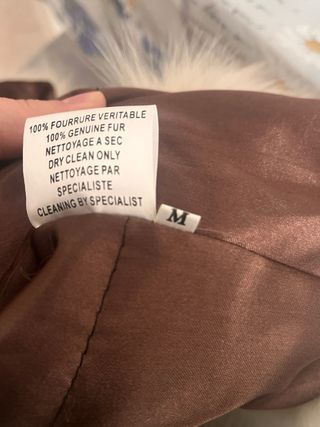 100% FOURRURE VERITABLE
100% GENUINE FUR
NETTOYAGE A SEC
DRY CLEAN ONLY
NETTOYAGE PAR
SPECIALISTE
CLEANING BY SPECIALIST
M